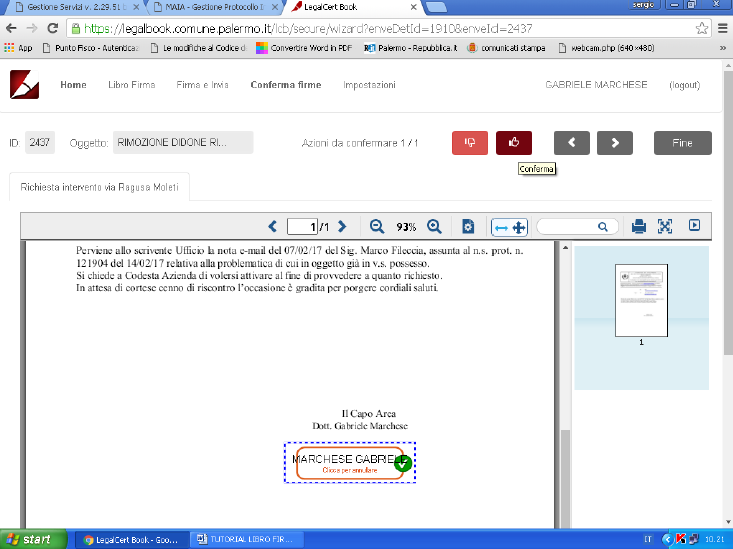 Gestione Servizi v. 2.29.51
MAIA - Gestione Protocollo
LegalCert Book
sergio
https://legalbook.comune.palermo.it/lcb/secure/wizard?enveDetId=1910&enveId=2437
App
Punto Fisco - Autentica:
Le modifiche al Codice d
Convertire Word in PDF
Palermo - Repubblica.it
comunicati stampa
webcam.php (640×480)
Home
Libro Firma
Firma e Invia
Conferma firme
Impostazioni
GABRIELE MARCHESE
(logout)
ID: 2437
Oggetto: RIMOZIONE DIDONE RI...
Azioni da confermare 1 / 1
Fine
Conferma
Richiesta intervento via Ragusa Moleti
1 /1
93%
Perviene allo scrivente Ufficio la nota e-mail del 07/02/17 del Sig. Marco Fileccia, assunta al n.s. prot. n.
121904 del 14/02/17 relativa alla problematica di cui in oggetto già in v.s. possesso.
Si chiede a Codesta Azienda di volersi attivare al fine di provvedere a quanto richiesto.
In attesa di cortese cenno di riscontro l'occasione è gradita per porgere cordiali saluti.
Il Capo Area
Dott. Gabriele Marchese
MARCHESE GABRIELE
Clicca per annullare
1
start
LegalCert Book - Goo...
TUTORIAL LIBRO FIR...
IT
10.21